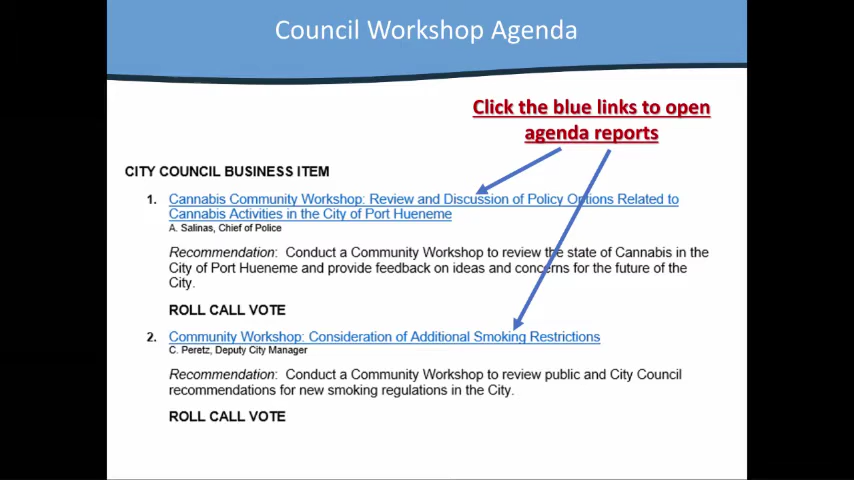 Council Workshop Agenda
Click the blue links to open
agenda reports
CITY COUNCIL BUSINESS ITEM
1. Cannabis Community Workshop: Review and Discussion of Policy Options Related to
Cannabis Activities in the City of Port Hueneme
A. Salinas, Chief of Police
Recommendation: Conduct a Community Workshop to review the state of Cannabis in the
City of Port Hueneme and provide feedback on ideas and concerns for the future of the
City.
ROLL CALL VOTE
2. Community Workshop: Consideration of Additional Smoking Restrictions
C. Peretz, Deputy City Manager
Recommendation: Conduct a Community Workshop to review public and City Council
recommendations for new smoking regulations in the City.
ROLL CALL VOTE